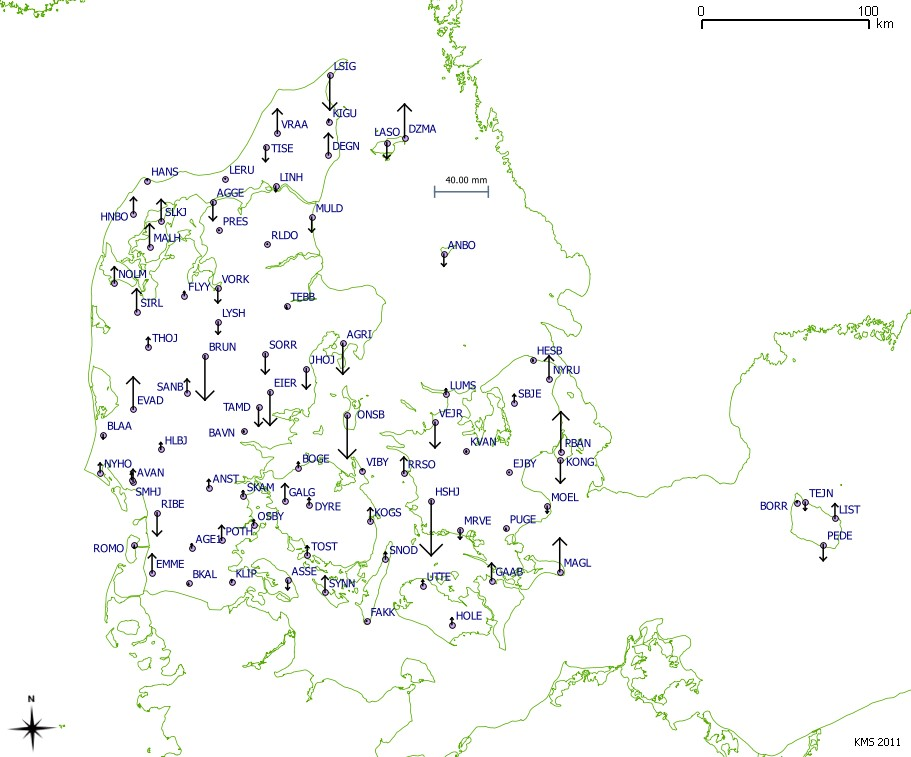 0 100
km
LSIG
KIGU
VRAA
LASO
DZMA
TISE
DEGN
HANS
LERU
LINH
40.00 mm
AGGE
HNBO
SLKJ
MULD
PRES
MALH
RLDO
ANBO
NOLM
VORK
FLYY
SIRL
TEBB
LYSH
THOJ
AGRI
BRUN
SORR
HESB
JHOJ
NYRU
SANB
EIER
LUMS
SBJE
EVAD
TAMD
ONSB
VEJR
BLAA
BAVN
HLBJ
KVAN
PBAN
NYHO
AVAN
BOGE
VIBY
RRSO
EJBY
KONG
ANST
SKAM
GALG
SMHJ
HSHJ
MOEL
TEJN
RIBE
DYRE
BORR
LIST
KOGS
OSBY
MRVE
PUGE
POTH
AGE1
PEDE
ROMO
TOST
SNOD
EMME
MAGL
BKAL
KLIP
ASSE
UTTE
GAAB
SYNN
FAKK
HOLE
N
KMS 2011